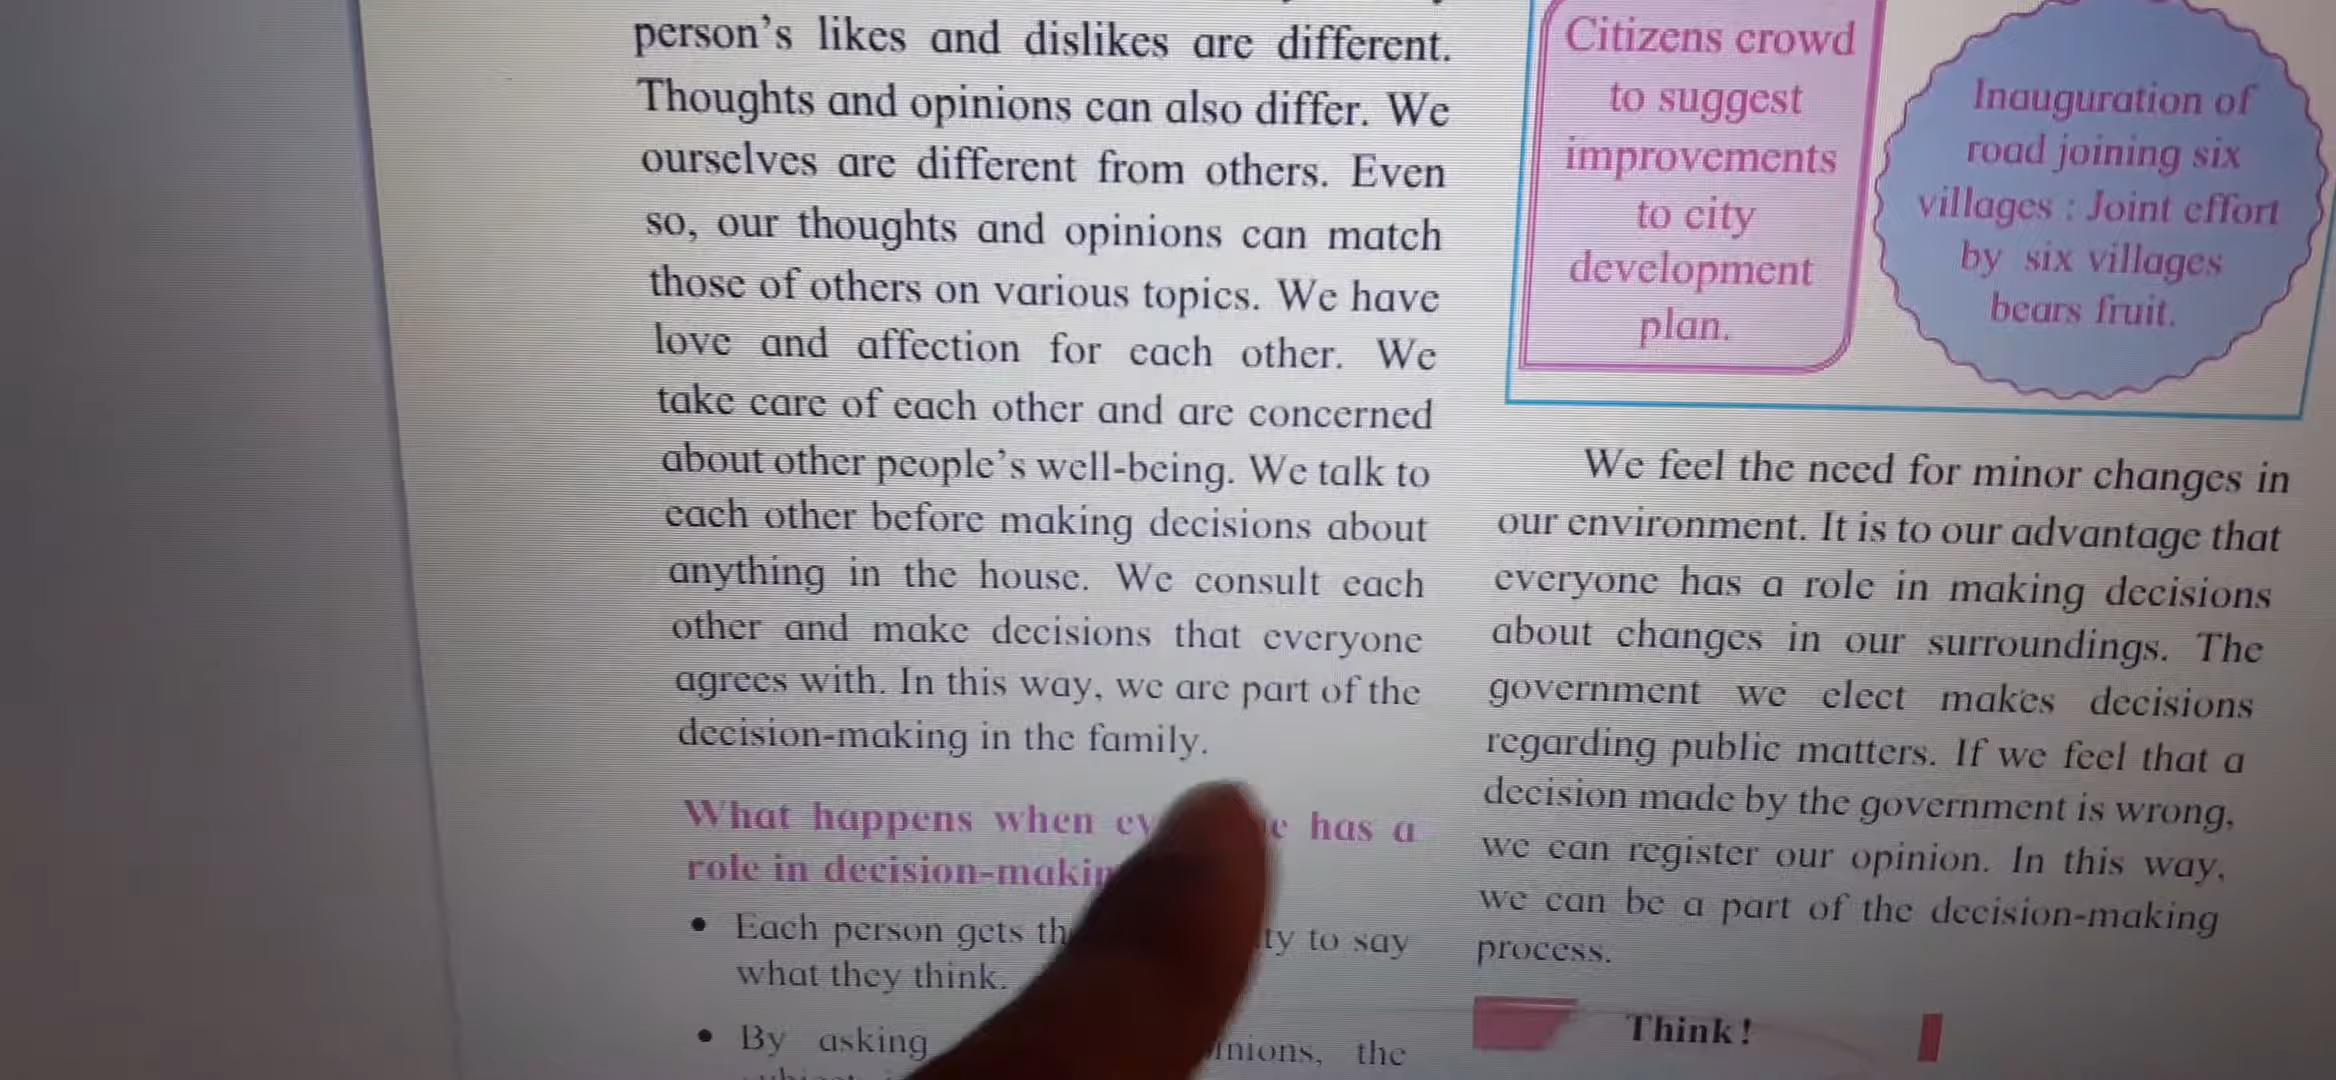 person's likes and dislikes are different.
Thoughts and opinions can also differ. We
ourselves are different from others. Even
so, our thoughts and opinions can match
those of others on various topics. We have
love and affection for each other. We
take care of each other and are concerned
about other people's well-being. We talk to
each other before making decisions about
anything in the house. We consult each
other and make decisions that everyone
agrees with. In this way, we are part of the
decision-making in the family.
What happens when has a
role in
Each person gets to say
what they think.
By asking the
Citizens crowd
to suggest
improvements
to city
development
plan.
Inauguration of
road joining six
villages : Joint effort
by six villages
bears fruit.
We feel the need for minor changes in
our environment. It is to our advantage that
everyone has a role in making decisions
about changes in our surroundings. The
government we elect makes decisions
regarding public matters. If we feel that a
decision made by the government is wrong,
we can register our opinion. In this way,
we can be a part of the decision-making
process.
Think!